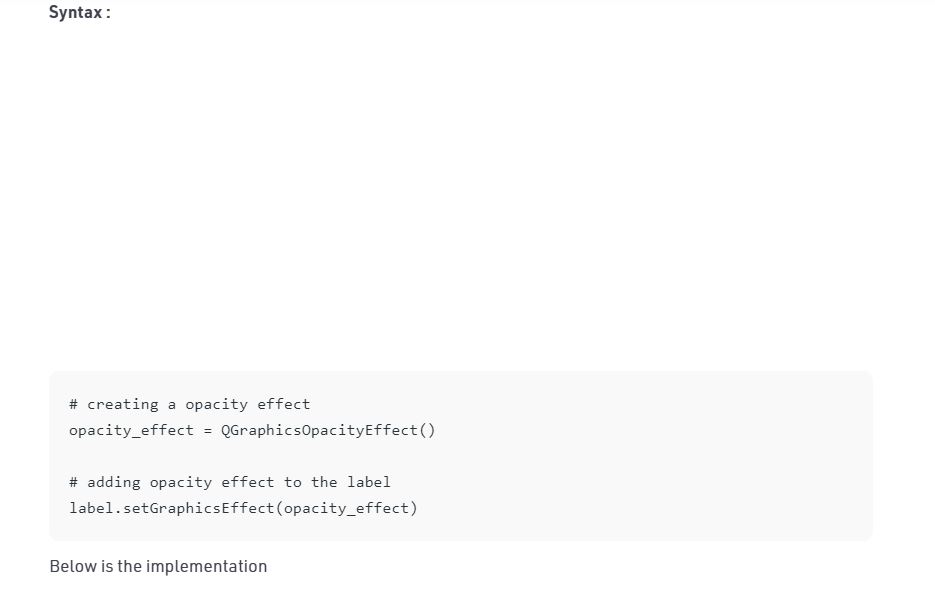 Syntax :
# creating a opacity effect
opacity_effect = QGraphicsOpacityEffect()
# adding opacity effect to the label
label.setGraphicsEffect(opacity_effect)
Below is the implementation